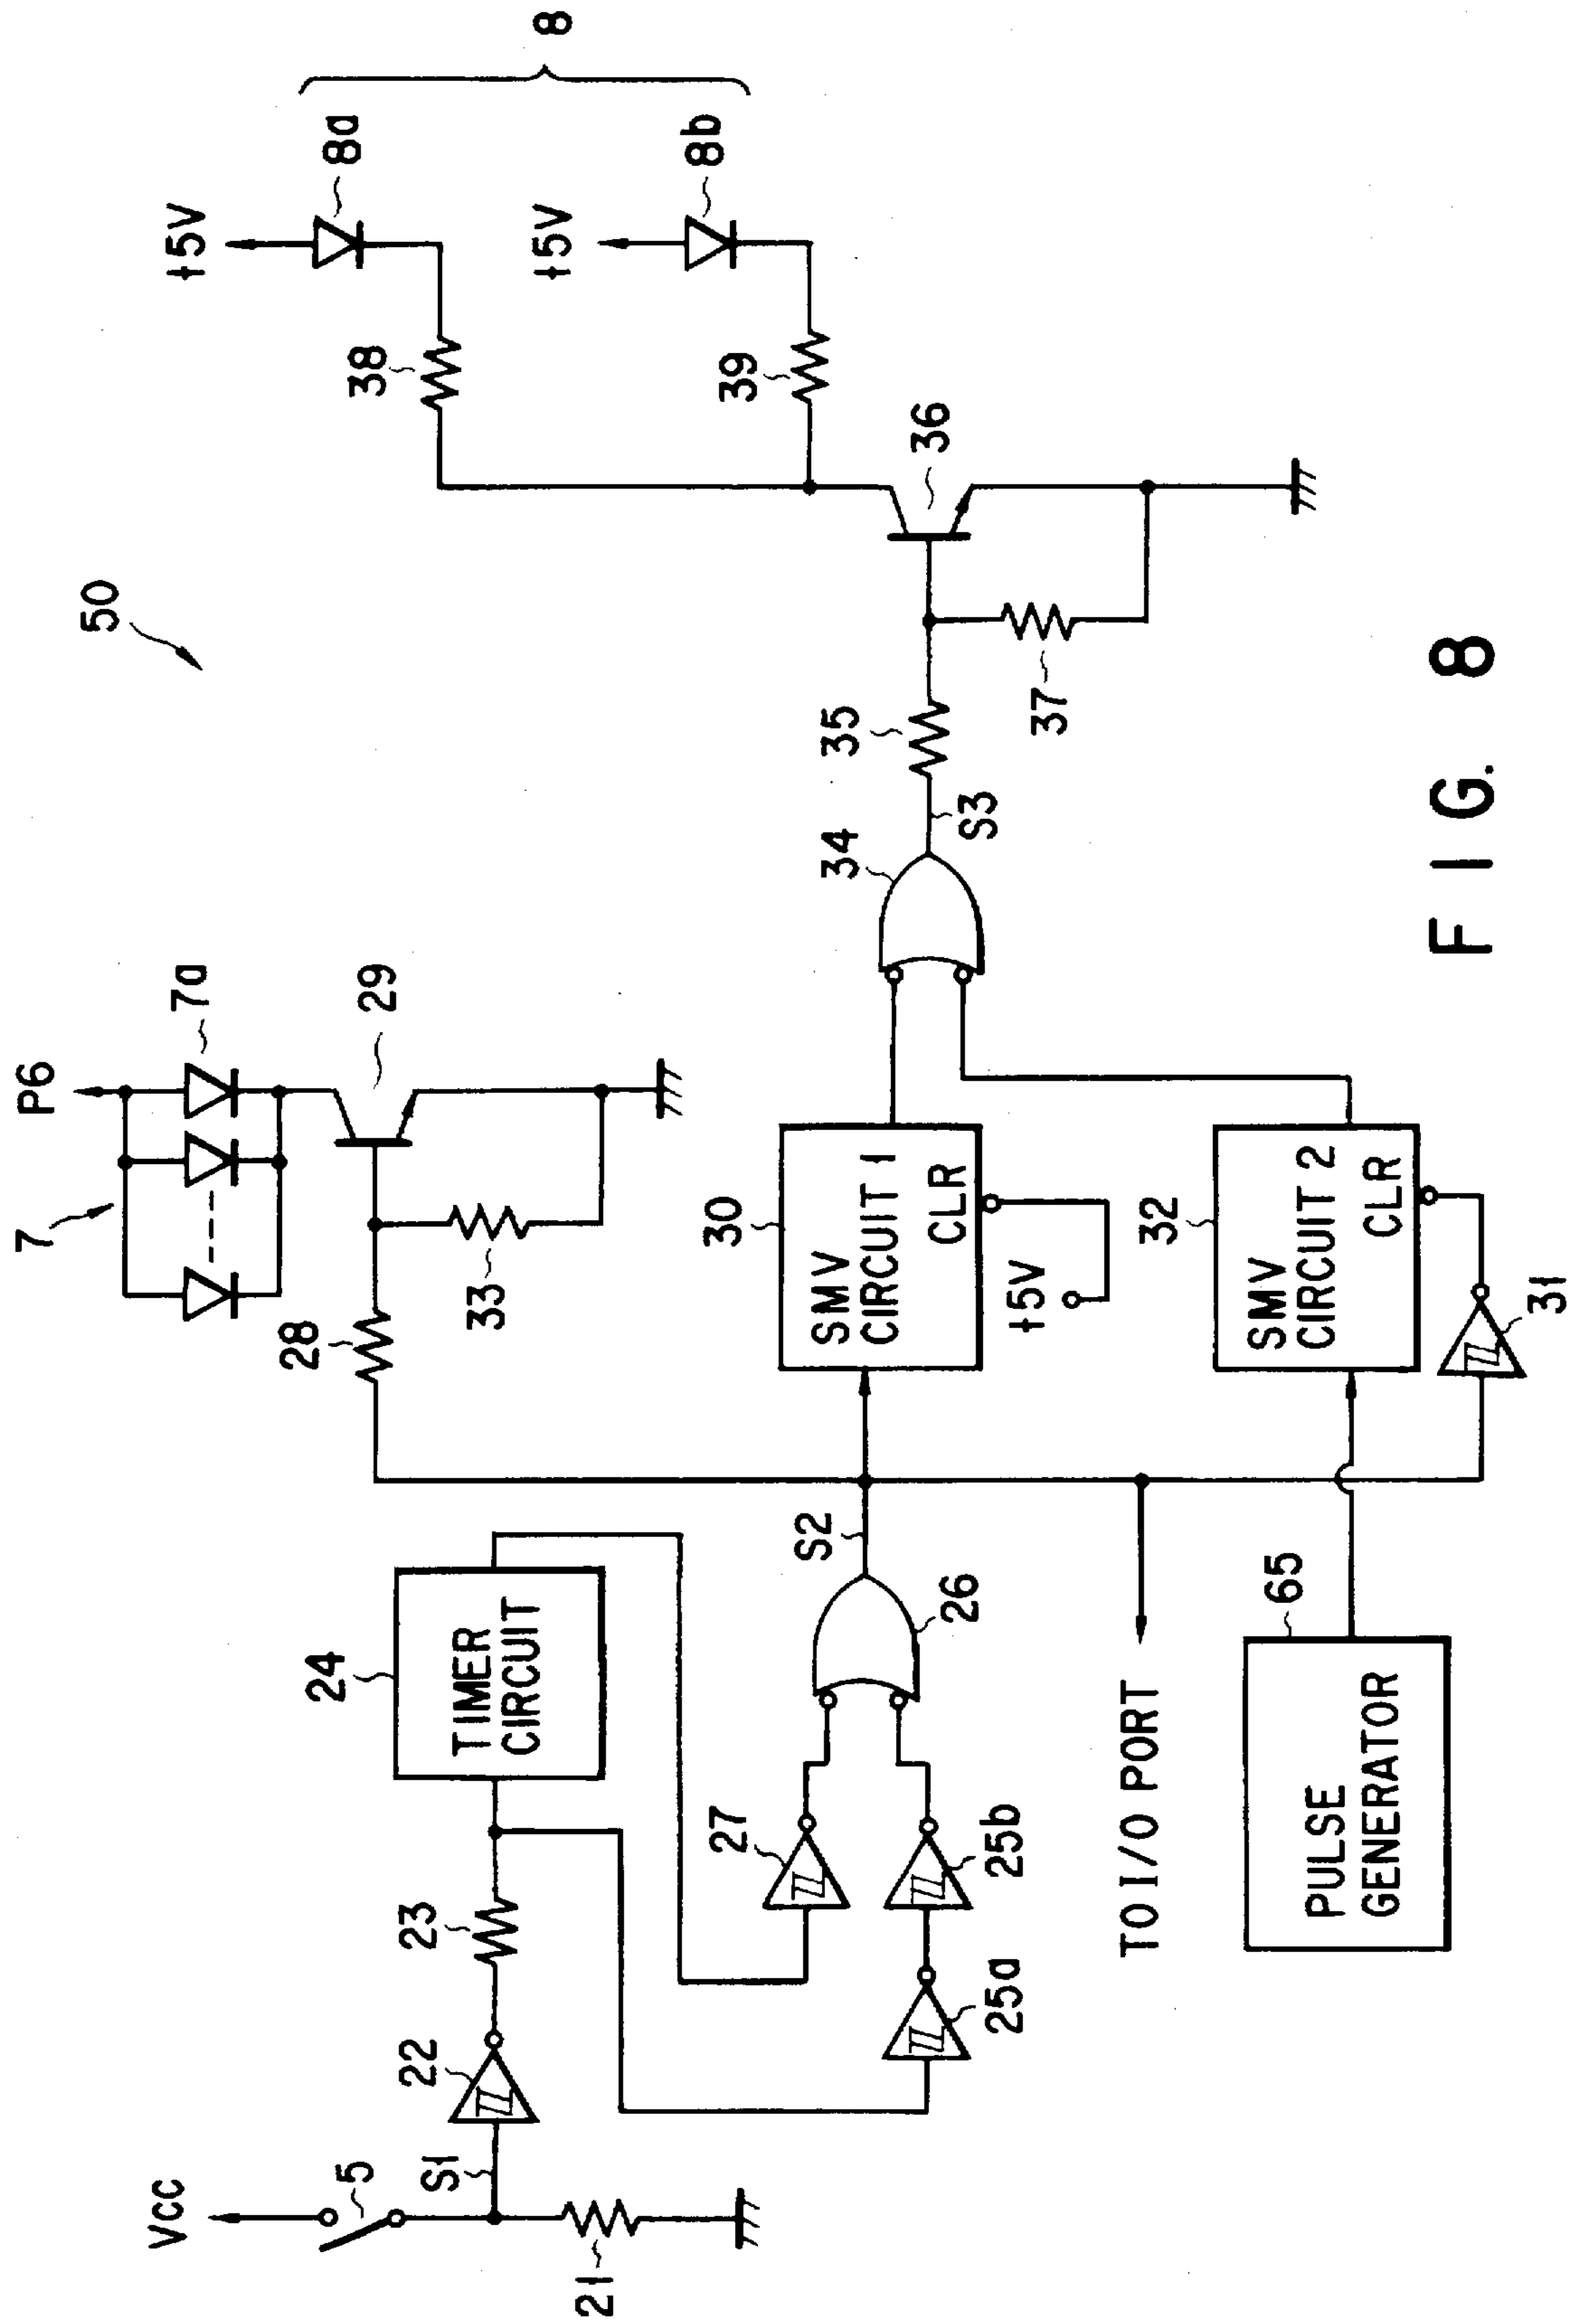 50
P6
7
7a
29
28
33
+5V
8a
38
+5V
8b
39
8
36
24
TIMER
CIRCUIT
Vcc
5
S1
21
22
23
27
25a
25b
26
S2
30
SMV
CIRCUIT 1
CLR
+5V
34
S3
35
37
TO I/O PORT
65
PULSE
GENERATOR
32
SMV
CIRCUIT 2
CLR
31
FIG. 8